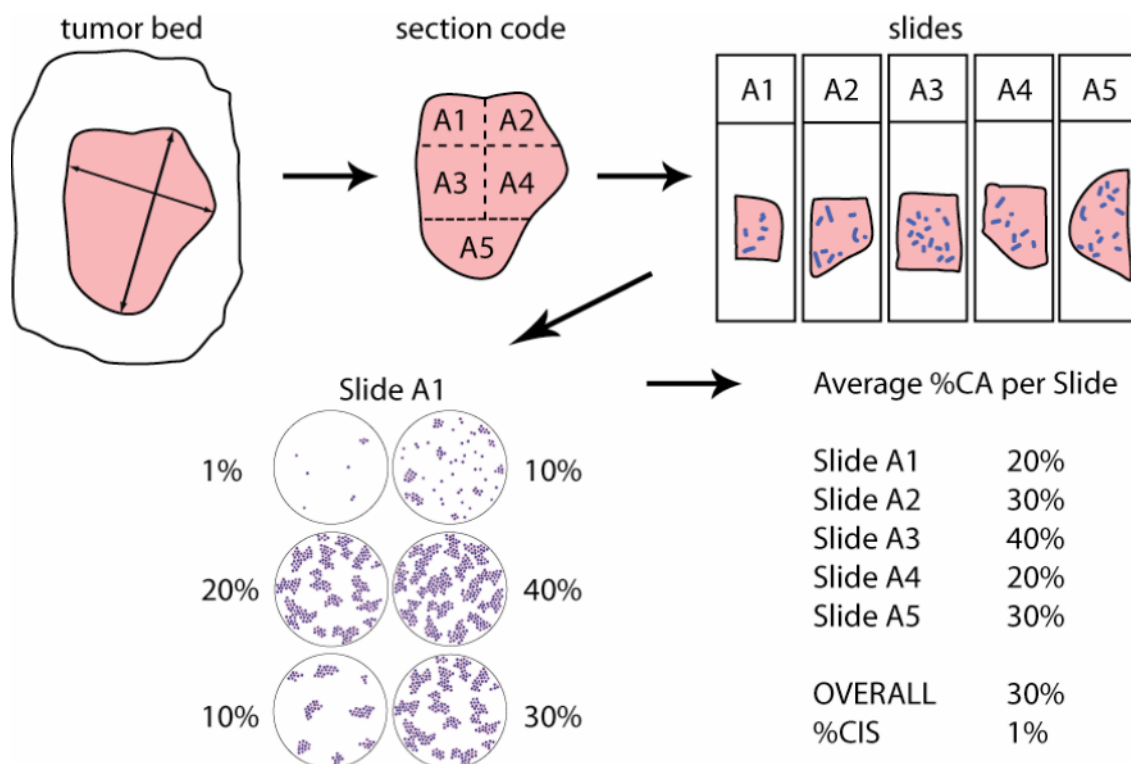 tumor bed
section code
slides
A1
A2
A3
A4
A5
A1
A2
A3
A4
A5
Slide A1
1%
10%
20%
40%
10%
30%
Average %CA per Slide
Slide A1 20%
Slide A2 30%
Slide A3 40%
Slide A4 20%
Slide A5 30%
OVERALL 30%
%CIS 1%